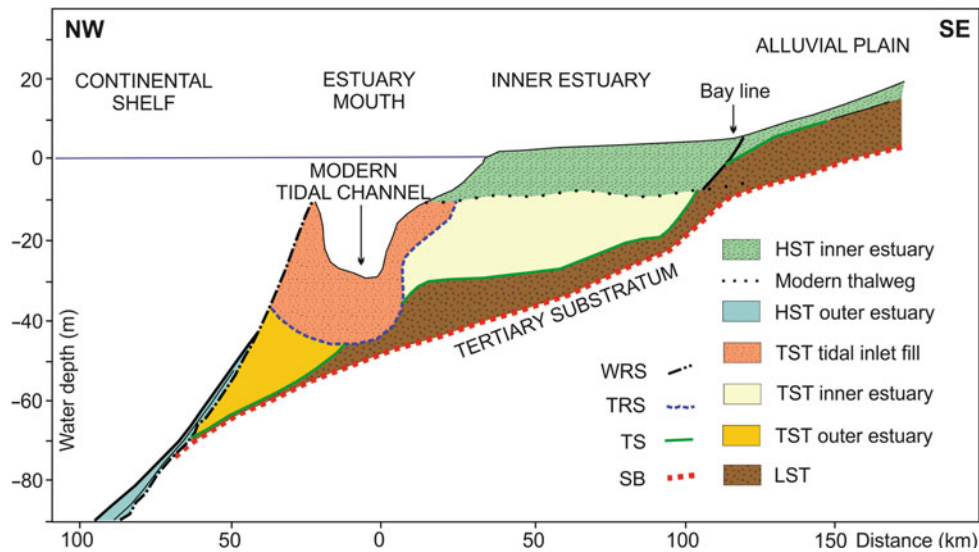 NW
SE
ALLUVIAL PLAIN
CONTINENTAL
SHELF
ESTUARY
MOUTH
INNER ESTUARY
Bay line
20
0
–10
–20
–40
–60
–80
Water depth (m)
MODERN
TIDAL CHANNEL
TERTIARY SUBSTRATUM
WRS
TRS
TS
SB
HST inner estuary
Modern thalweg
HST outer estuary
TST tidal inlet fill
TST inner estuary
TST outer estuary
LST
100
50
0
50
100
150
Distance (km)